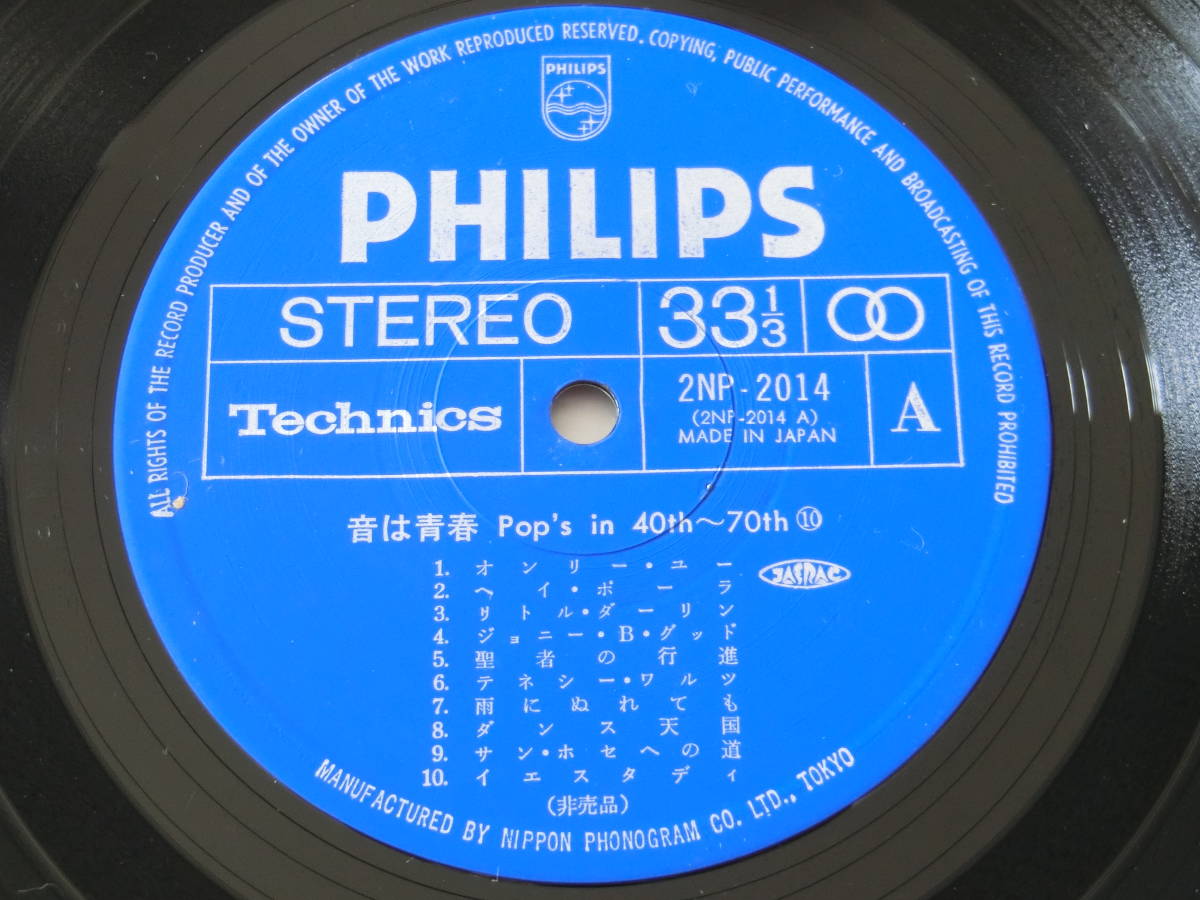 ALL RIGHTS OF THE RECORD PRODUCER AND OF THE OWNER OF THE WORK REPRODUCED RESERVED. COPYING, PUBLIC PERFORMANCE AND BROADCASTING OF THIS RECORD PROHIBITED
PHILIPS
PHILIPS
STEREO 33 1/3
Technics 2NP-2014 A
(2NP-2014 A)
MADE IN JAPAN
音は青春 Pop's in 40th～70th⑩
1. オンリー・ユー JASRAC
2. ヘイ・ポーラ
3. リトル・ダーリン
4. ジョニー・B・グッド
5. 聖者の行進
6. テネシー・ワルツ
7. 雨にぬれても
8. ダンス天国
9. サン・ホセへの道
10. イエスタディ
(非売品)
MANUFACTURED BY NIPPON PHONOGRAM CO. LTD., TOKYO